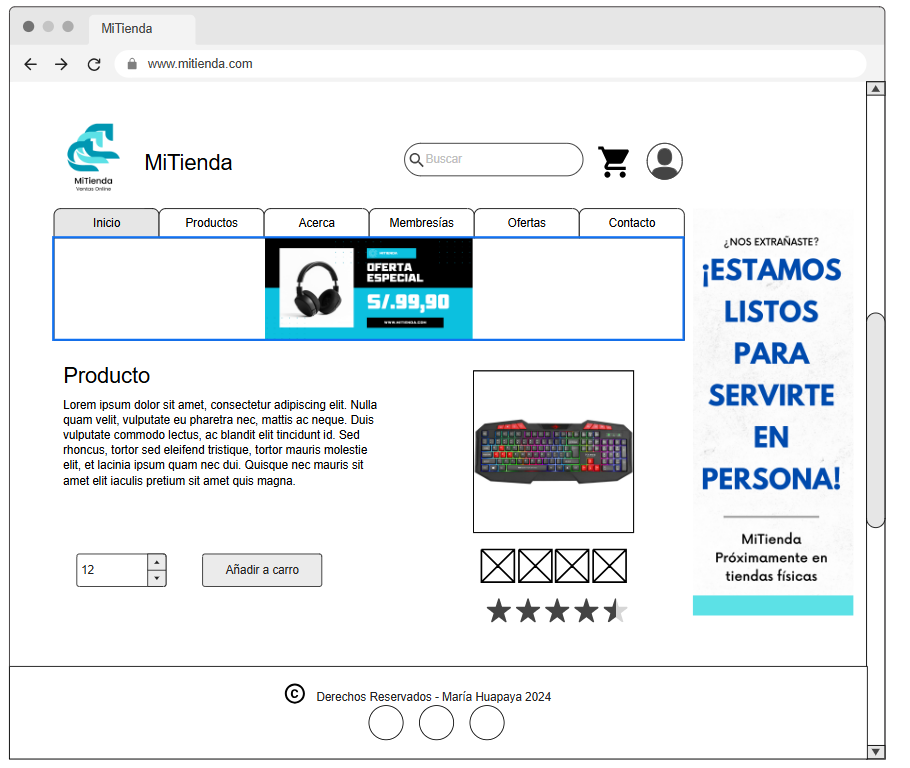 MiTienda
www.mitienda.com
MiTienda
Ventas Online
MiTienda
Buscar
Inicio
Productos
Acerca
Membresías
Ofertas
Contacto
MITIENDA
OFERTA
ESPECIAL
S/.99,90
WWW.MITIENDA.COM
¿NOS EXTRAÑASTE?
¡ESTAMOS
LISTOS
PARA
SERVIRTE
EN
PERSONA!
MiTienda
Próximamente en
tiendas físicas
Producto
Lorem ipsum dolor sit amet, consectetur adipiscing elit. Nulla
quam velit, vulputate eu pharetra nec, mattis ac neque. Duis
vulputate commodo lectus, ac blandit elit tincidunt id. Sed
rhoncus, tortor sed eleifend tristique, tortor mauris molestie
elit, et lacinia ipsum quam nec dui. Quisque nec mauris sit
amet elit iaculis pretium sit amet quis magna.
12
Añadir a carro
© Derechos Reservados - María Huapaya 2024